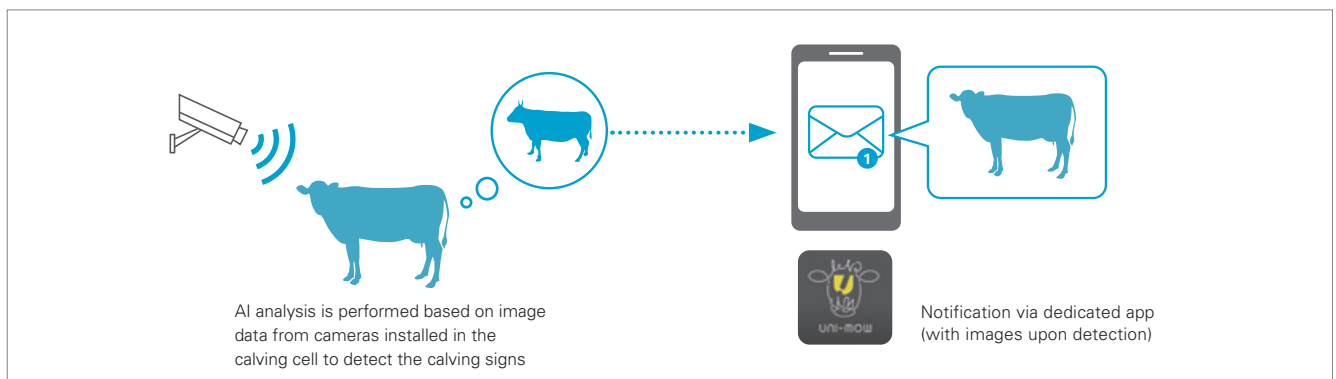 1
AI analysis is performed based on image
data from cameras installed in the
calving cell to detect the calving signs
UNI-MOW
Notification via dedicated app
(with images upon detection)